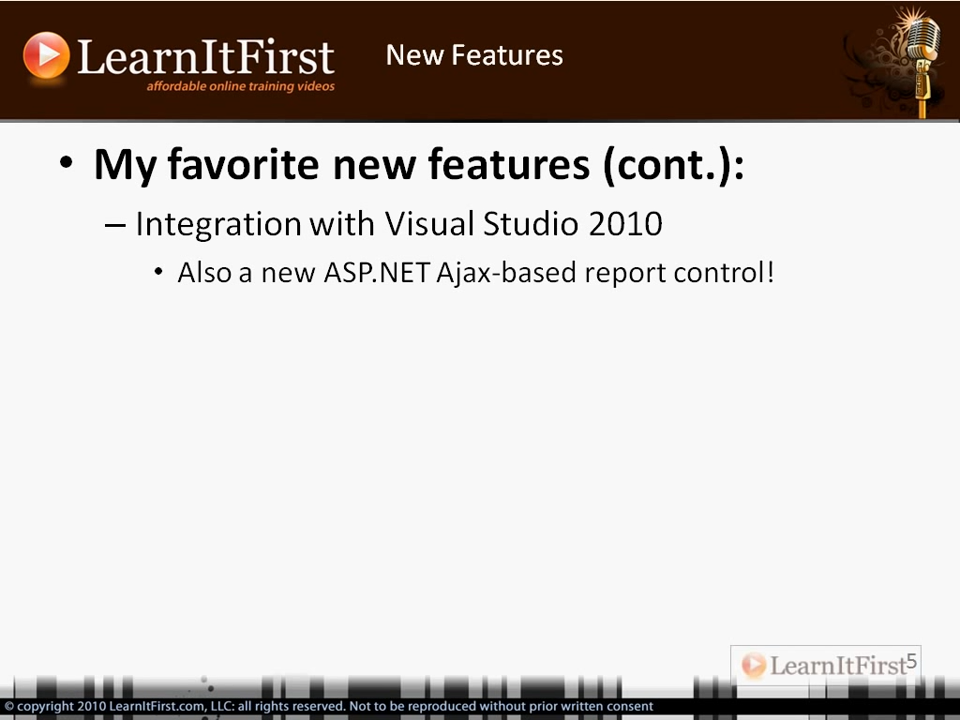 LearnItFirst
affordable online training videos
New Features
• My favorite new features (cont.):
– Integration with Visual Studio 2010
• Also a new ASP.NET Ajax-based report control!
LearnItFirst 5
© copyright 2010 LearnItFirst.com, LLC: all rights reserved. Not to be reproduced without prior written consent